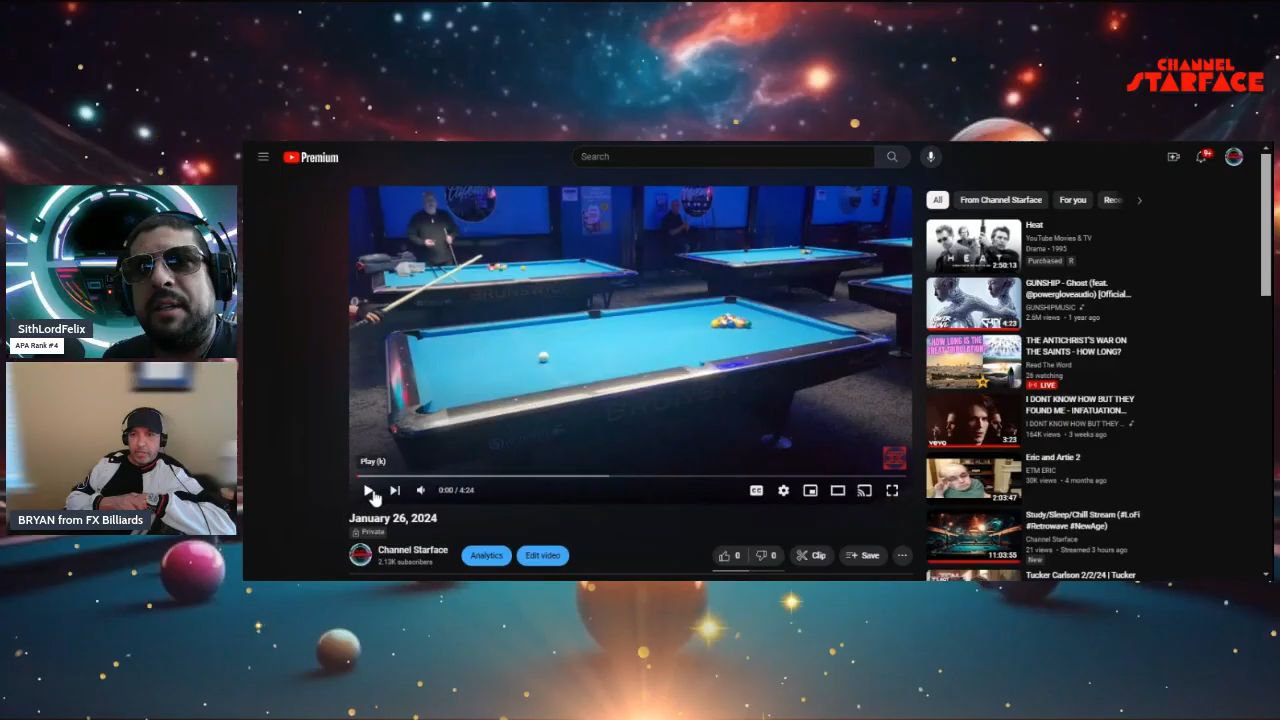 CHANNEL
STARFACE
Premium
Search
9+
SithLordFelix
APA Rank #4
BRYAN from FX Billiards
BRUNSWIC
Play (k)
0:00 / 4:24
CC
January 26, 2024
Private
Channel Starface
2.13K subscribers
Analytics
Edit video
0
0
Clip
Save
All
From Channel Starface
For you
Rece
HEAT
2:50:13
Heat
YouTube Movies & TV
Drama • 1995
Purchased
R
4:23
GUNSHIP - Ghost (feat.
@powergloveaudio) [Official...
GUNSHIPMUSIC
2.6M views • 1 year ago
THE ANTICHRIST'S WAR ON
THE SAINTS - HOW LONG?
Read The Word
26 watching
LIVE
vevo
3:23
I DONT KNOW HOW BUT THEY
FOUND ME - INFATUATION...
I DONT KNOW HOW BUT THEY ...
164K views • 3 weeks ago
2:03:47
Eric and Artie 2
ETM ERIC
30K views • 4 months ago
11:03:55
Study/Sleep/Chill Stream (#LoFi
#Retrowave #NewAge)
Channel Starface
21 views • Streamed 3 hours ago
New
Tucker Carlson 2/2/24 | Tucker